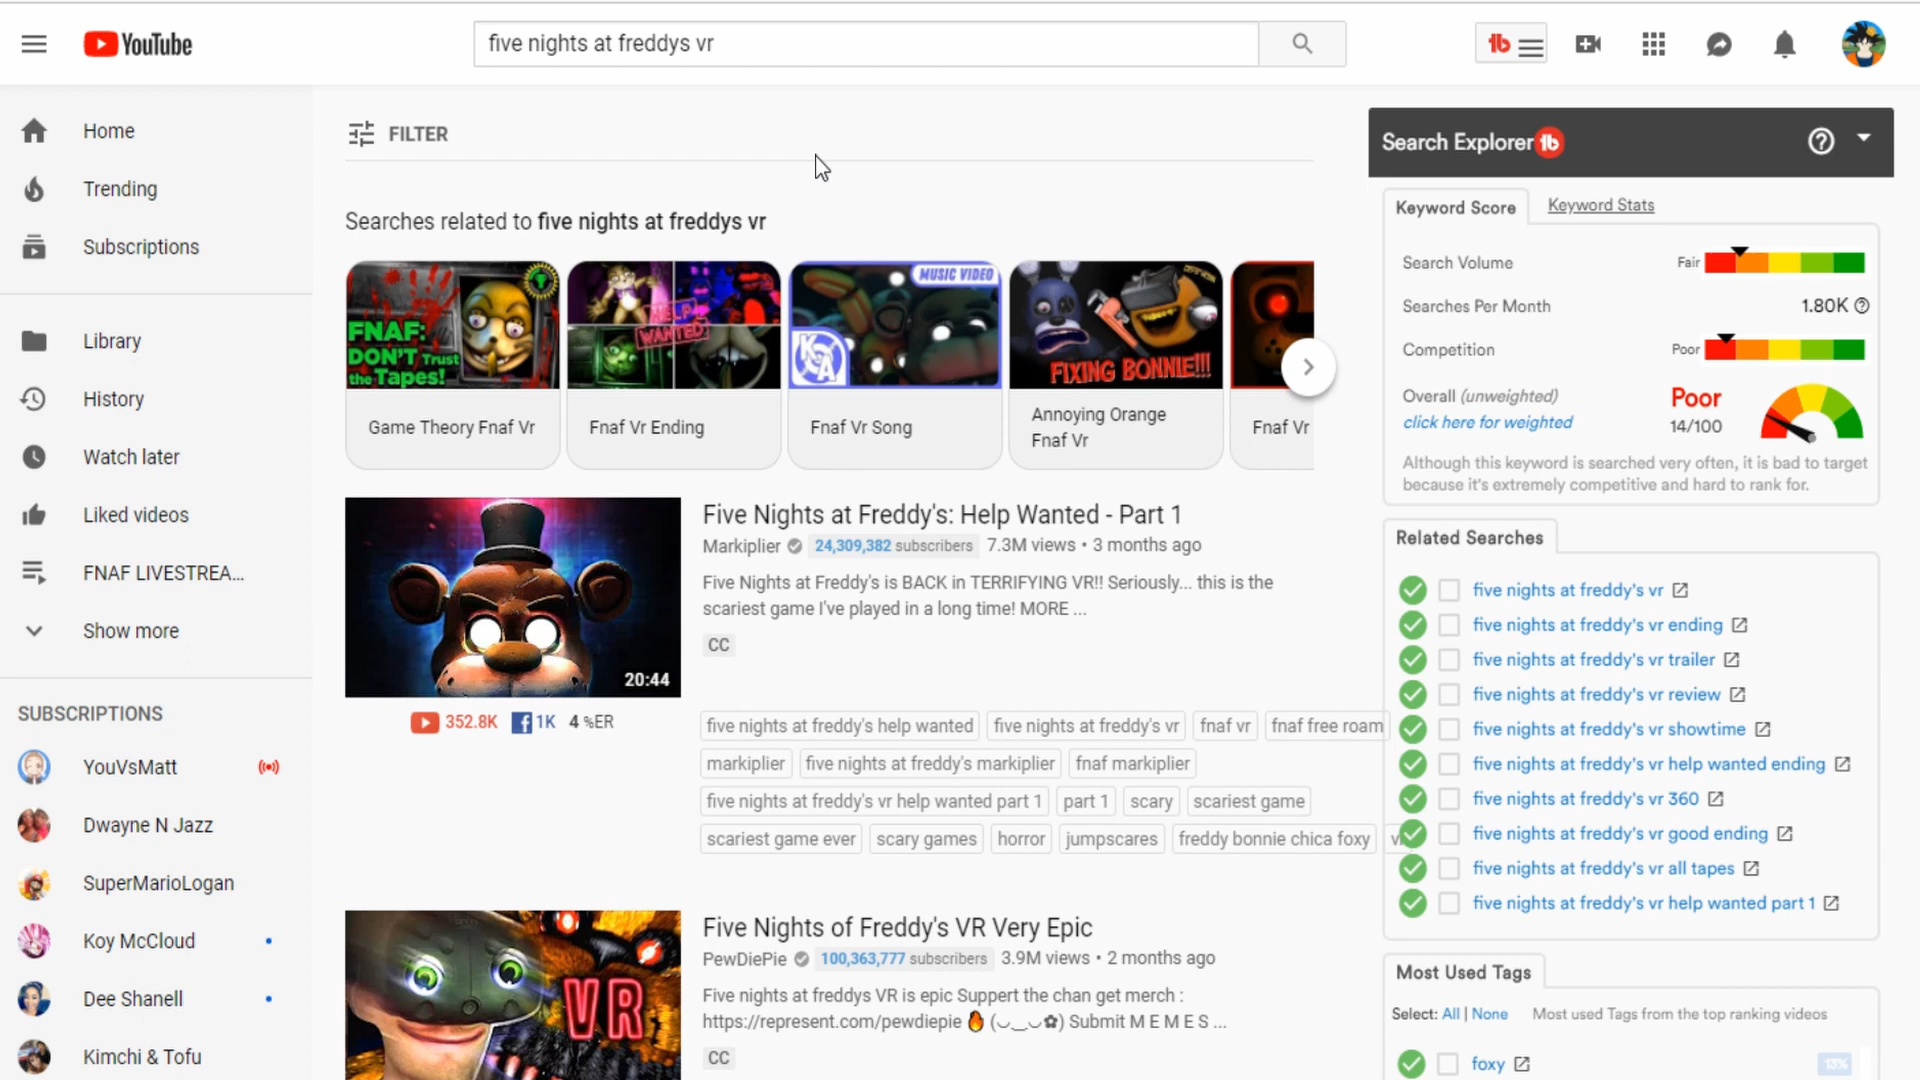 YouTube
five nights at freddys vr
Home
Trending
Subscriptions
Library
History
Watch later
Liked videos
FNAF LIVESTREA...
Show more
SUBSCRIPTIONS
YouVsMatt
Dwayne N Jazz
SuperMarioLogan
Koy McCloud
Dee Shanell
Kimchi & Tofu
FILTER
Searches related to five nights at freddys vr
FNAF:
DON'T Trust
the Tapes!
HELP
WANTED
MUSIC VIDEO
KA
FIXING BONNIE!!!
Game Theory Fnaf Vr
Fnaf Vr Ending
Fnaf Vr Song
Annoying Orange
Fnaf Vr
Fnaf Vr
20:44
352.8K 1K 4 %ER
Five Nights at Freddy's: Help Wanted - Part 1
Markiplier 24,309,382 subscribers 7.3M views • 3 months ago
Five Nights at Freddy's is BACK in TERRIFYING VR!! Seriously... this is the
scariest game I've played in a long time! MORE ...
CC
five nights at freddy's help wanted five nights at freddy's vr fnaf vr fnaf free roam
markiplier five nights at freddy's markiplier fnaf markiplier
five nights at freddy's vr help wanted part 1 part 1 scary scariest game
scariest game ever scary games horror jumpscares freddy bonnie chica foxy
VR
Five Nights of Freddy's VR Very Epic
PewDiePie 100,363,777 subscribers 3.9M views • 2 months ago
Five nights at freddys VR is epic Suppert the chan get merch :
https://represent.com/pewdiepie 🔥 (◡‿◡✿) Submit M E M E S ...
CC
tb
Search Explorer tb
Keyword Score Keyword Stats
Search Volume Fair
Searches Per Month 1.80K
Competition Poor
Overall (unweighted) Poor
click here for weighted 14/100
Although this keyword is searched very often, it is bad to target
because it's extremely competitive and hard to rank for.
Related Searches
five nights at freddy's vr
five nights at freddy's vr ending
five nights at freddy's vr trailer
five nights at freddy's vr review
five nights at freddy's vr showtime
five nights at freddy's vr help wanted ending
five nights at freddy's vr 360
five nights at freddy's vr good ending
five nights at freddy's vr all tapes
five nights at freddy's vr help wanted part 1
Most Used Tags
Select: All | None Most used Tags from the top ranking videos
foxy 13%